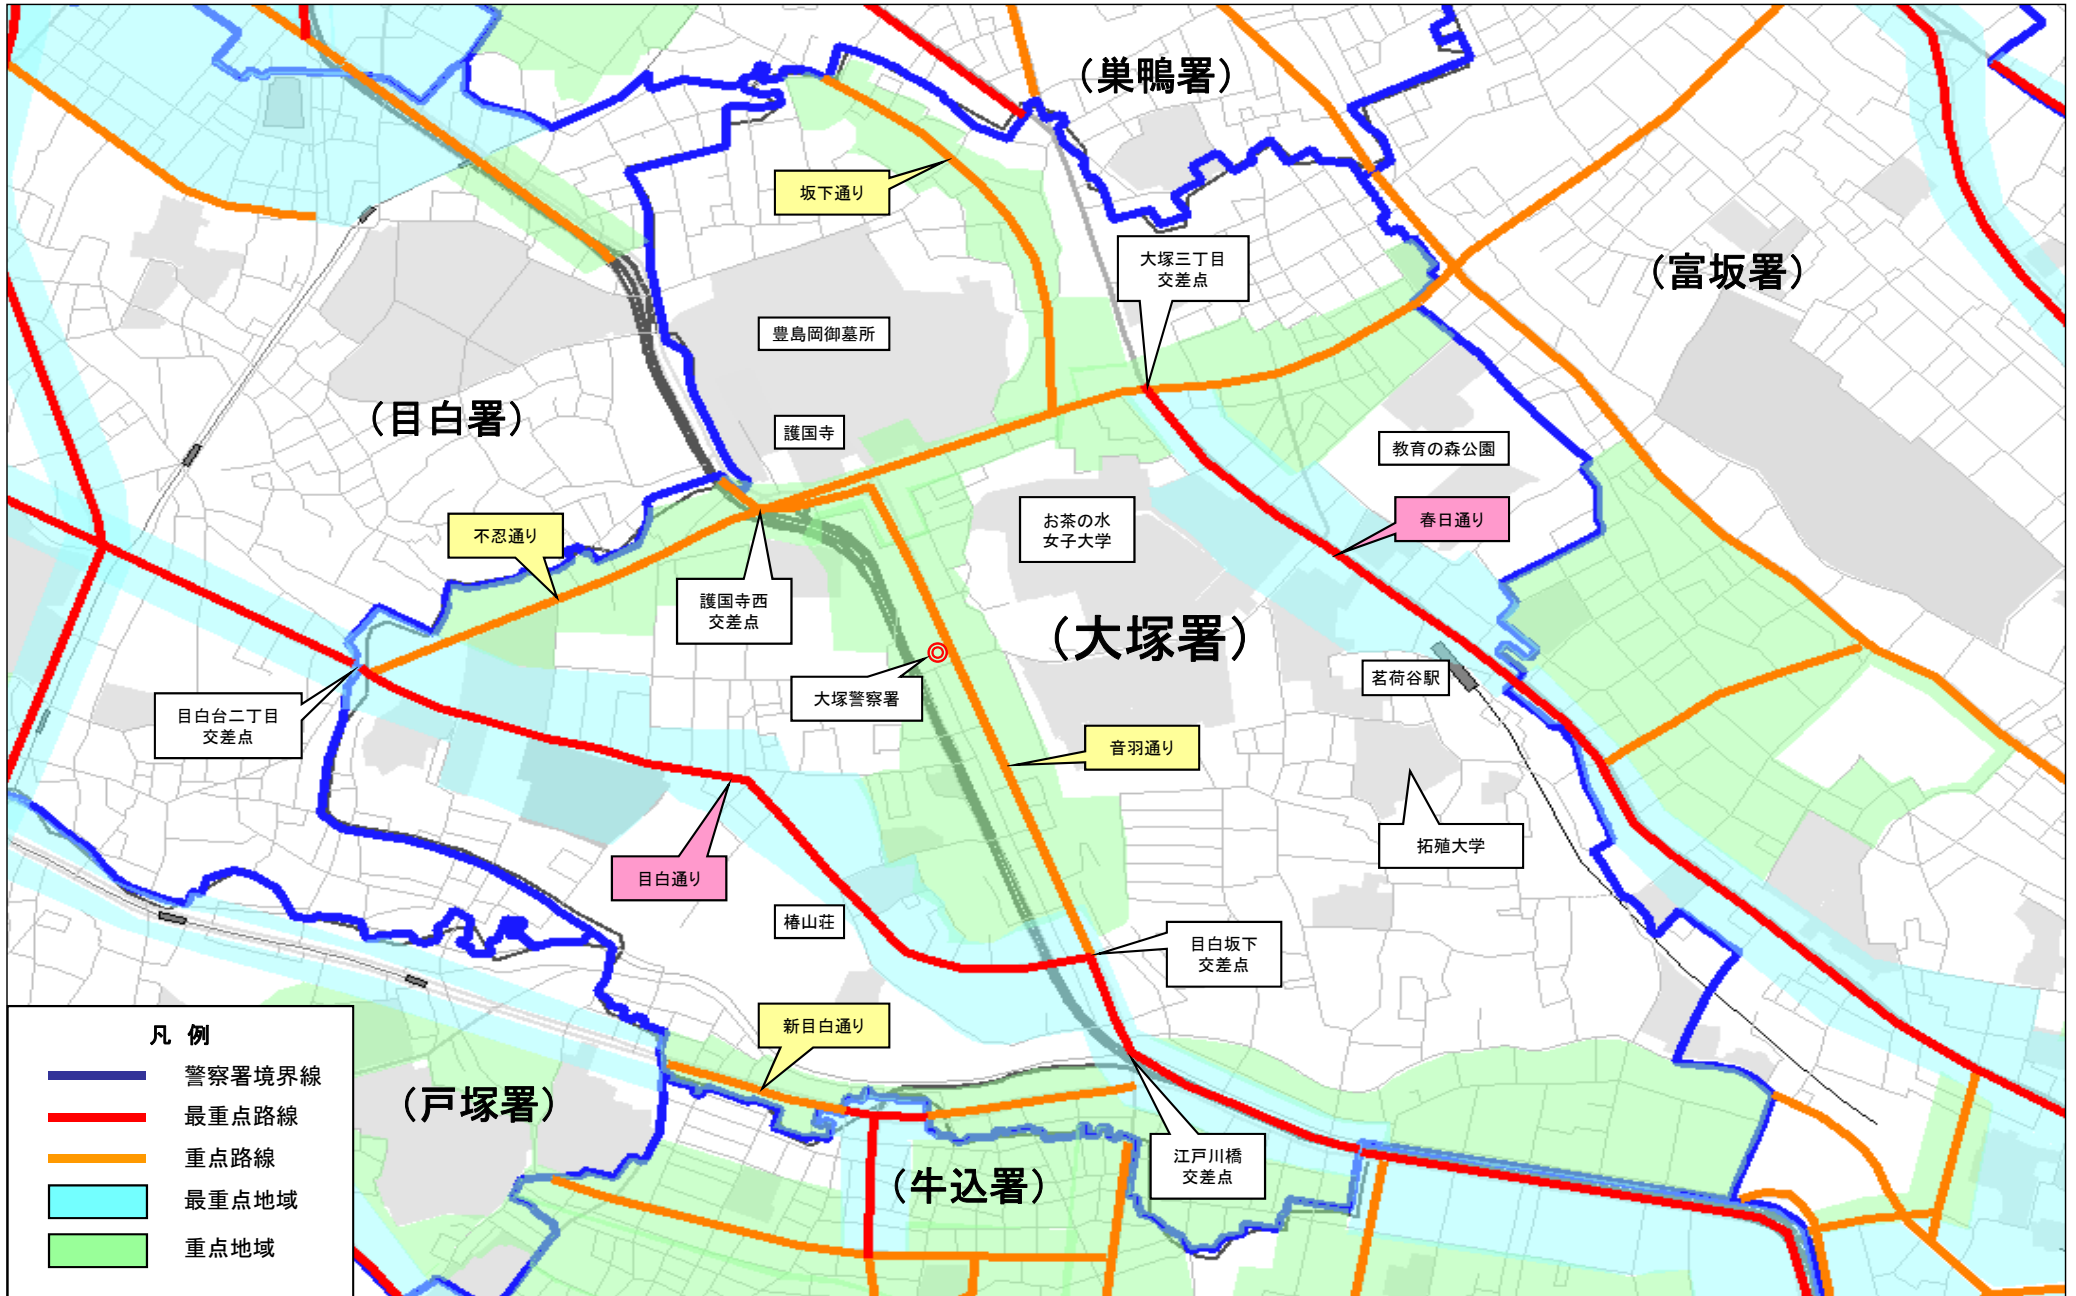 （巣鴨署）
坂下通り
大塚三丁目
交差点
（富坂署）
豊島岡御墓所
（目白署）
護国寺
教育の森公園
お茶の水
女子大学
春日通り
不忍通り
護国寺西
交差点
（大塚署）
茗荷谷駅
大塚警察署
目白台二丁目
交差点
音羽通り
拓殖大学
目白通り
椿山荘
目白坂下
交差点
新目白通り
凡 例
警察署境界線
最重点路線
重点路線
最重点地域
重点地域
（戸塚署）
（牛込署）
江戸川橋
交差点